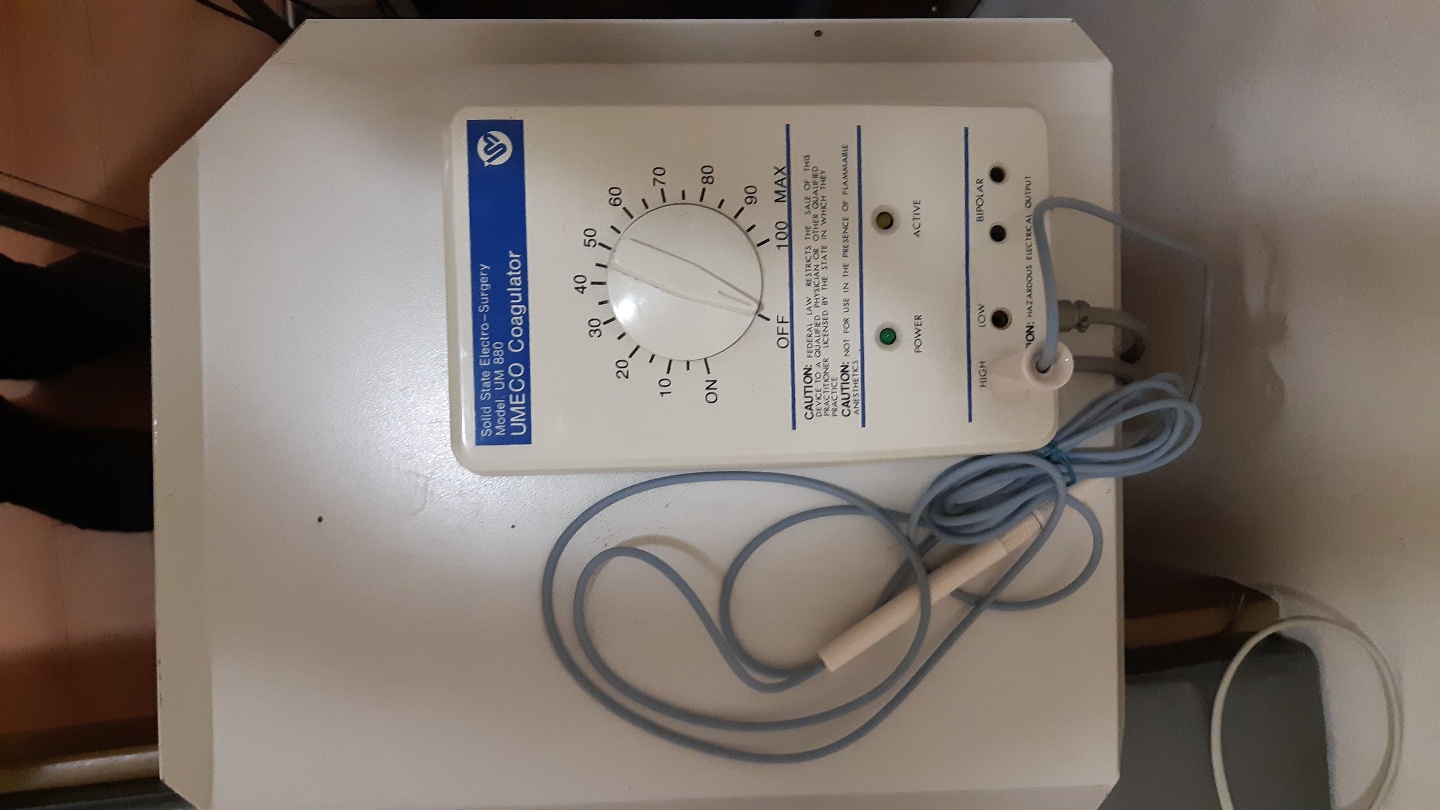 Solid State Electro-Surgery
Model. UM 880
UMECO Coagulator
ON
10
20
30
40
50
60
70
80
90
100 MAX
OFF
CAUTION: FEDERAL LAW RESTRICTS THE SALE OF THIS
DEVICE TO A QUALIFIED PHYSICIAN OR OTHER QUALIFIED
PRACTITIONER LICENSED BY THE STATE IN WHICH THEY
PRACTICE
CAUTION: NOT FOR USE IN THE PRESENCE OF FLAMMABLE
ANESTHETICS
POWER
ACTIVE
HIGH
LOW
BIPOLAR
ION: HAZARDOUS ELECTRICAL OUTPUT